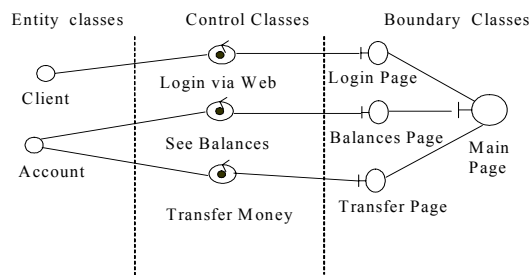 Entity classes
Control Classes
Boundary Classes
Client
Login via Web
Login Page
Account
See Balances
Balances Page
Main
Page
Transfer Money
Transfer Page